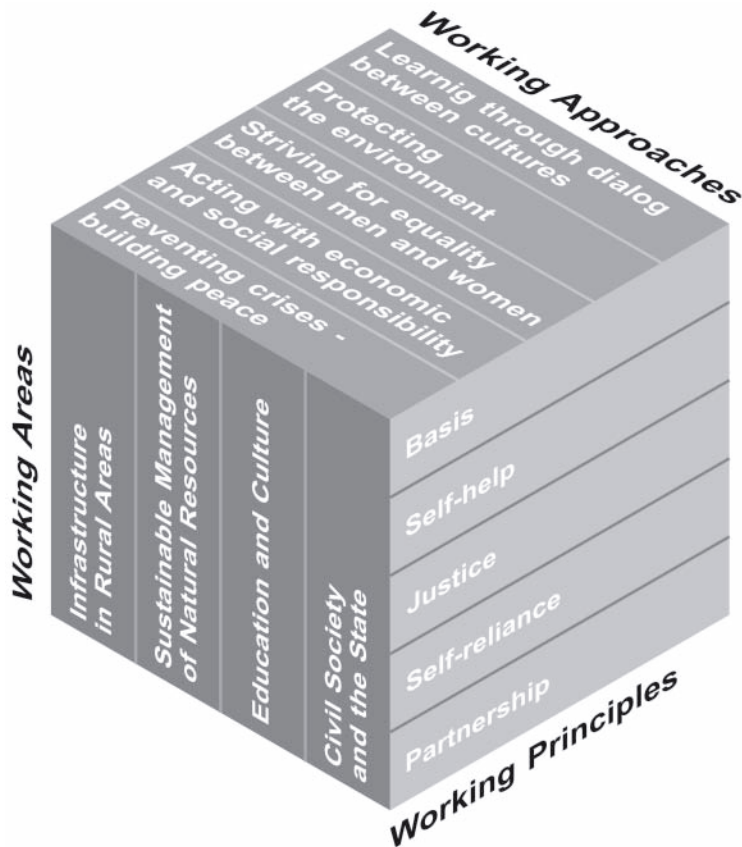 Working Approaches
Learnig through dialog
between cultures
Protecting
the environment
Striving for equality
between men and women
Acting with economic
and social responsibility
Preventing crises -
building peace
Working Areas
Infrastructure
in Rural Areas
Sustainable Management
of Natural Resources
Education and Culture
Civil Society
and the State
Basis
Self-help
Justice
Self-reliance
Partnership
Working Principles